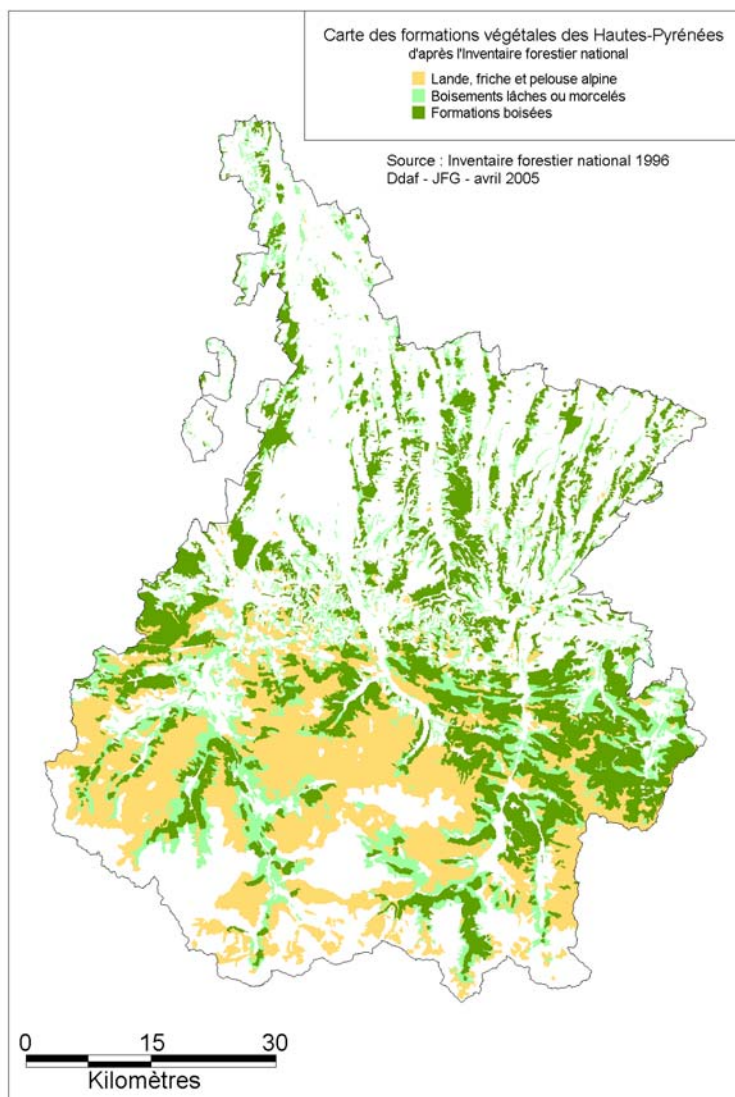 Carte des formations végétales des Hautes-Pyrénées
d'après l'Inventaire forestier national
Lande, friche et pelouse alpine
Boisements lâches ou morcelés
Formations boisées
Source : Inventaire forestier national 1996
Ddaf - JFG - avril 2005
0 15 30
Kilomètres